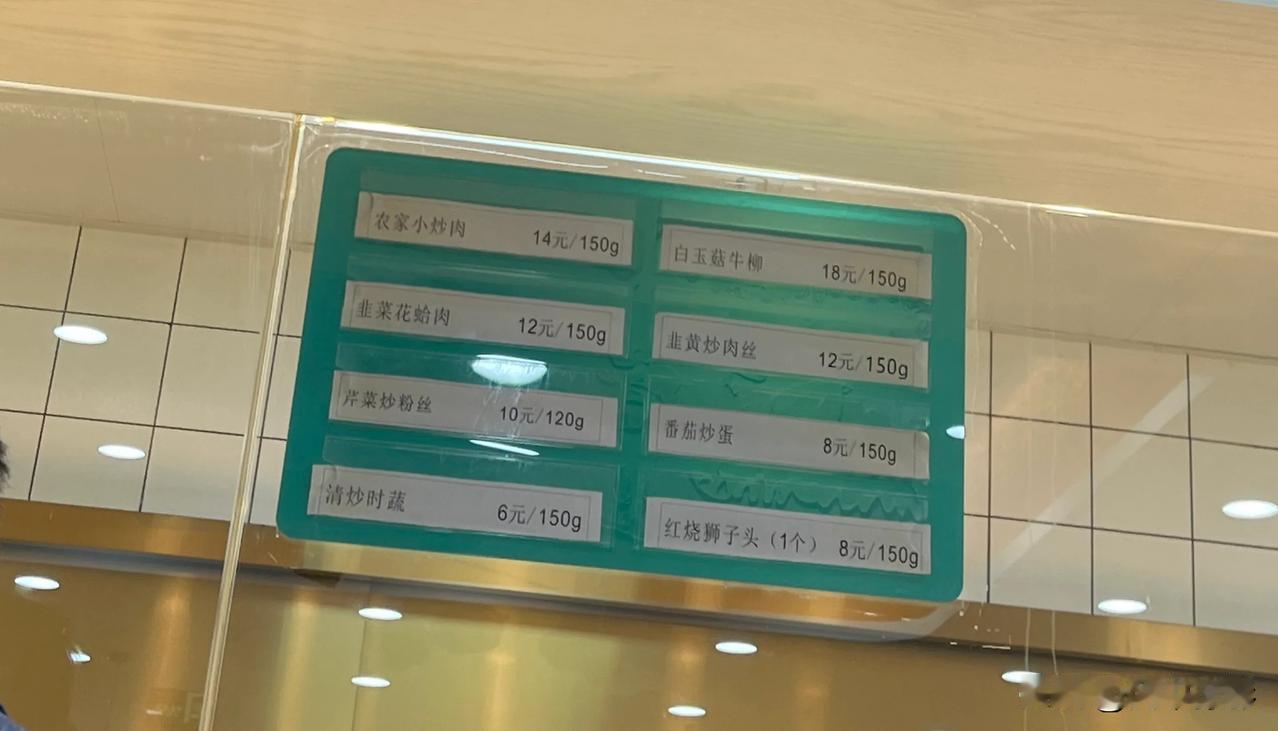 农家小炒肉 14元/150g
白玉菇牛柳 18元/150g
韭菜花蛤肉 12元/150g
韭黄炒肉丝 12元/150g
芹菜炒粉丝 10元/120g
番茄炒蛋 8元/150g
清炒时蔬 6元/150g
红烧狮子头（1个） 8元/150g